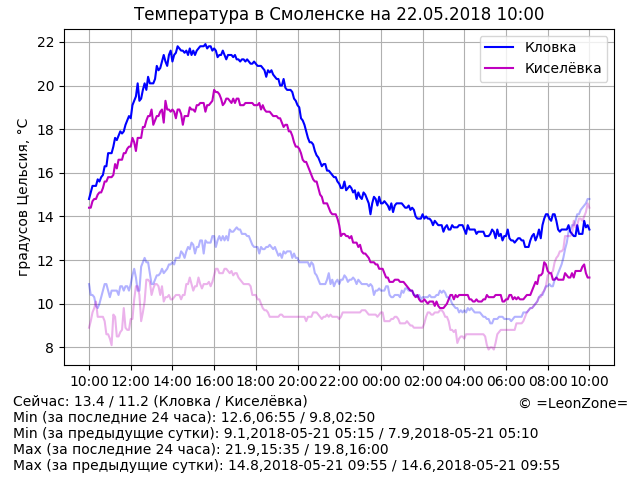 Температура в Смоленске на 22.05.2018 10:00
Кловка
Киселёвка
градусов Цельсия, °C
22
20
18
16
14
12
10
8
10:00 12:00 14:00 16:00 18:00 20:00 22:00 00:00 02:00 04:00 06:00 08:00 10:00
Сейчас: 13.4 / 11.2 (Кловка / Киселёвка)
© =LeonZone=
Min (за последние 24 часа): 12.6,06:55 / 9.8,02:50
Min (за предыдущие сутки): 9.1,2018-05-21 05:15 / 7.9,2018-05-21 05:10
Max (за последние 24 часа): 21.9,15:35 / 19.8,16:00
Max (за предыдущие сутки): 14.8,2018-05-21 09:55 / 14.6,2018-05-21 09:55